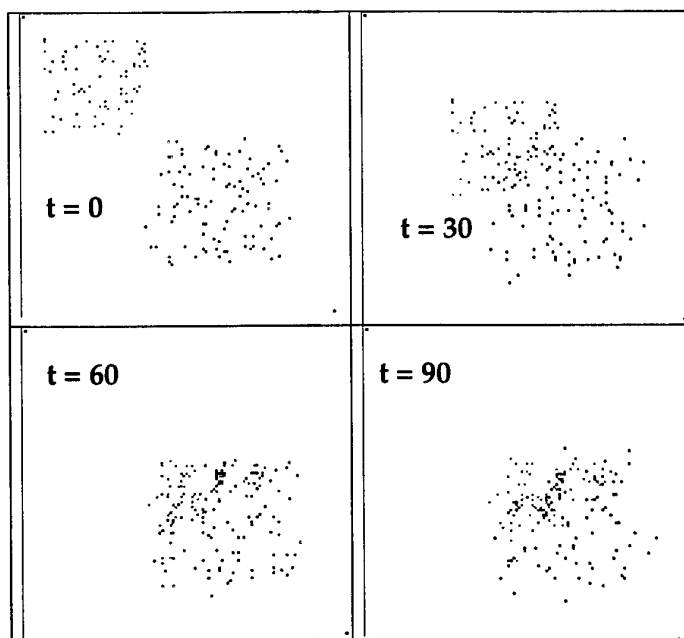 t = 0
t = 30
t = 60
t = 90